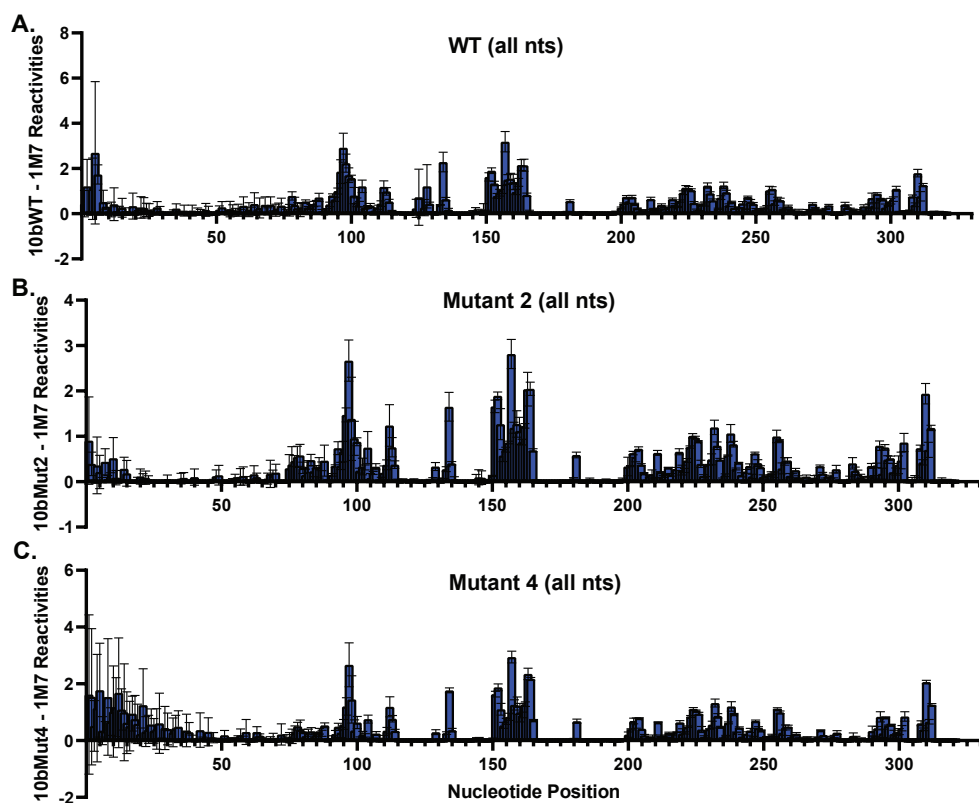 A.
WT (all nts)
10bWT - 1M7 Reactivities
8
6
4
2
0
-2
50 100 150 200 250 300
B.
Mutant 2 (all nts)
10bMut2 - 1M7 Reactivities
4
3
2
1
0
-1
50 100 150 200 250 300
C.
Mutant 4 (all nts)
10bMut4 - 1M7 Reactivities
6
4
2
0
-2
50 100 150 200 250 300
Nucleotide Position